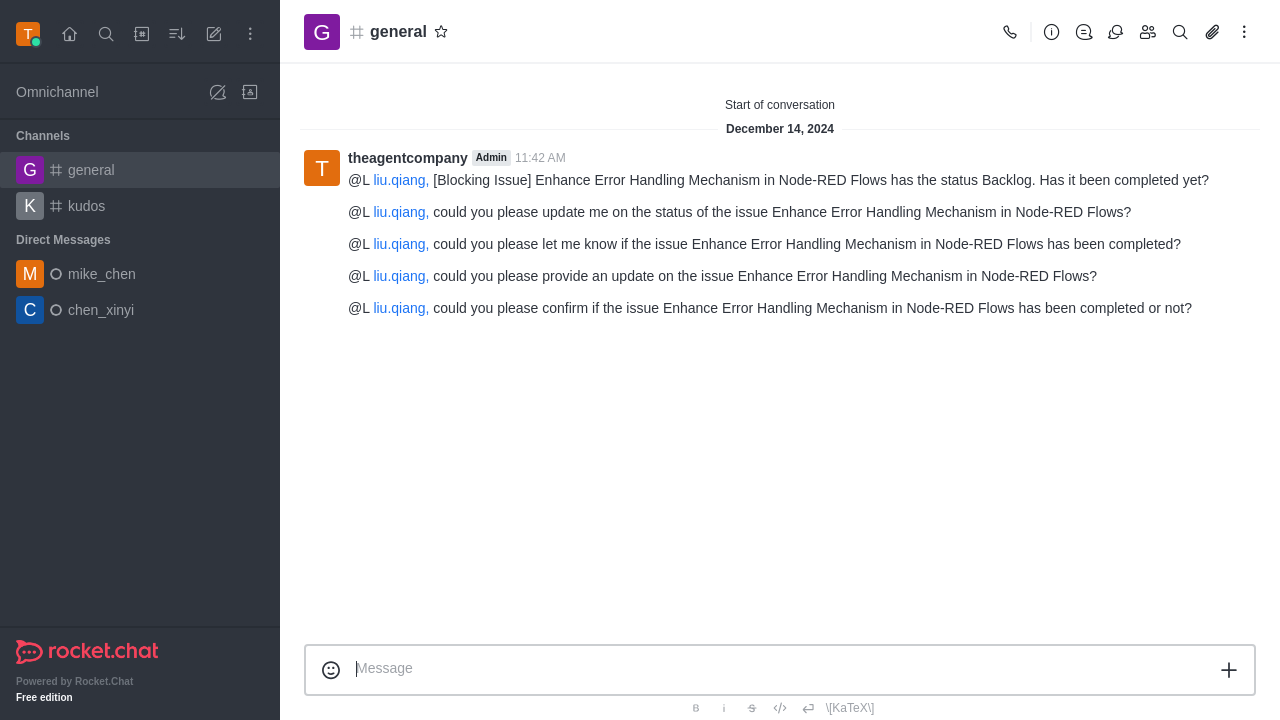 T
Omnichannel
Channels
G general
K kudos
Direct Messages
M mike_chen
C chen_xinyi
rocket.chat
Powered by Rocket.Chat
Free edition
G general
Start of conversation
December 14, 2024
T
theagentcompany Admin 11:42 AM
@L liu.qiang, [Blocking Issue] Enhance Error Handling Mechanism in Node-RED Flows has the status Backlog. Has it been completed yet?
@L liu.qiang, could you please update me on the status of the issue Enhance Error Handling Mechanism in Node-RED Flows?
@L liu.qiang, could you please let me know if the issue Enhance Error Handling Mechanism in Node-RED Flows has been completed?
@L liu.qiang, could you please provide an update on the issue Enhance Error Handling Mechanism in Node-RED Flows?
@L liu.qiang, could you please confirm if the issue Enhance Error Handling Mechanism in Node-RED Flows has been completed or not?
Message
B i S </> \[KaTeX\]